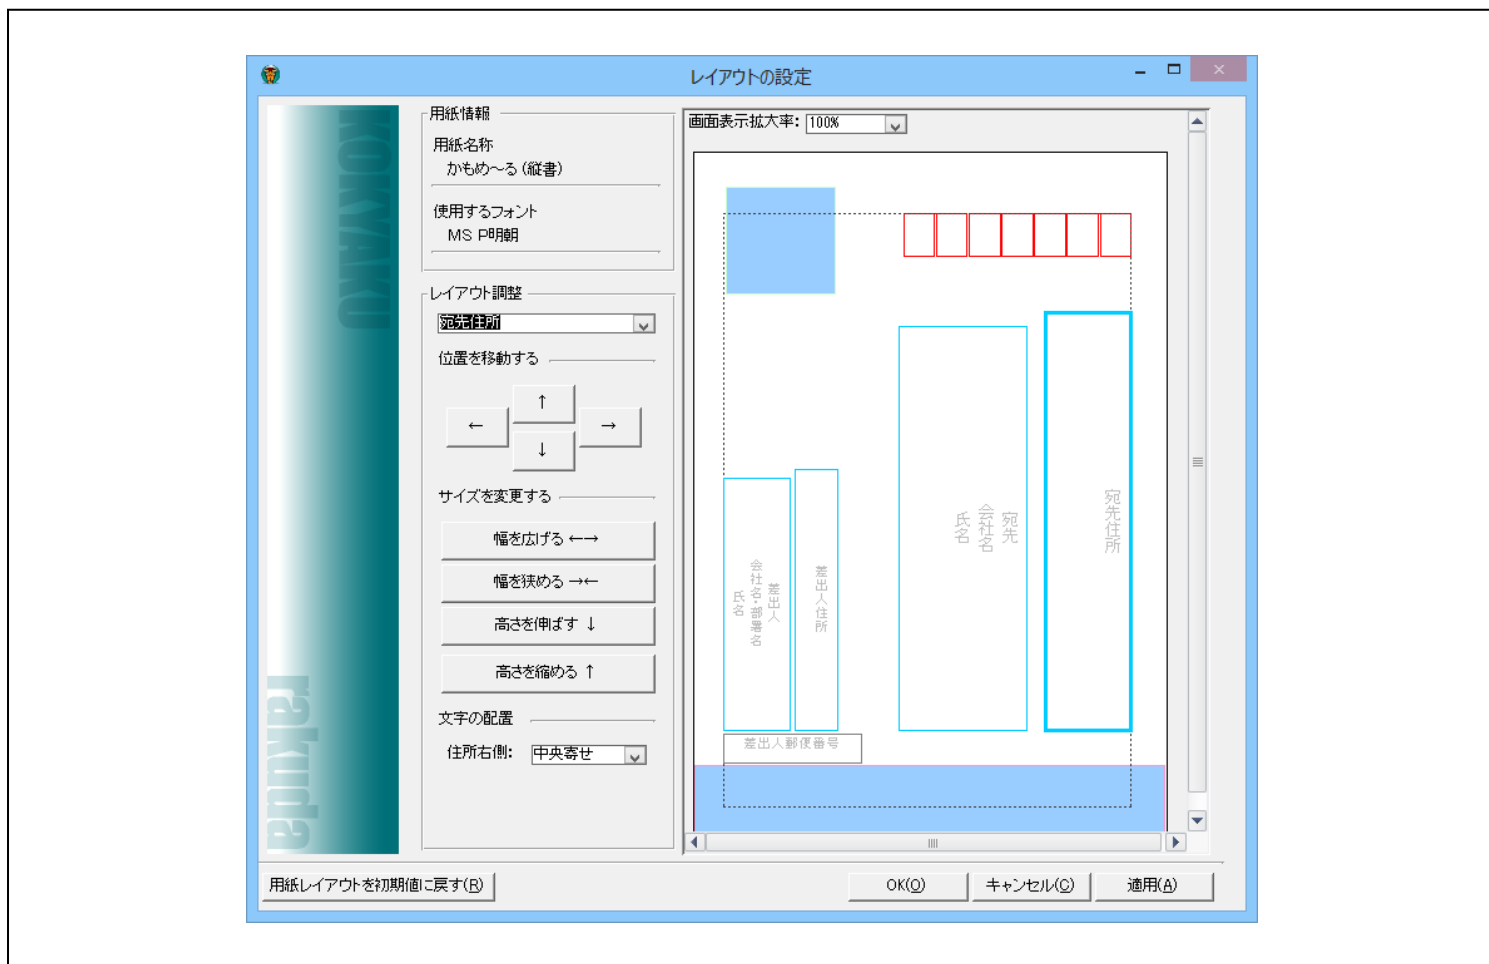 レイアウトの設定
KOKYAKU
rakuda
用紙情報
用紙名称
かもめ～る(縦書)
使用するフォント
MS P明朝
レイアウト調整
宛先住所
位置を移動する
↑
←
→
↓
サイズを変更する
幅を広げる ←→
幅を狭める →←
高さを伸ばす ↓
高さを縮める ↑
文字の配置
住所右側: 中央寄せ
画面表示拡大率: 100%
宛先住所
宛先
会社名
氏名
差出人住所
差出人
会社名・部署名
氏名
差出人郵便番号
用紙レイアウトを初期値に戻す(R)
OK(O)
キャンセル(C)
適用(A)